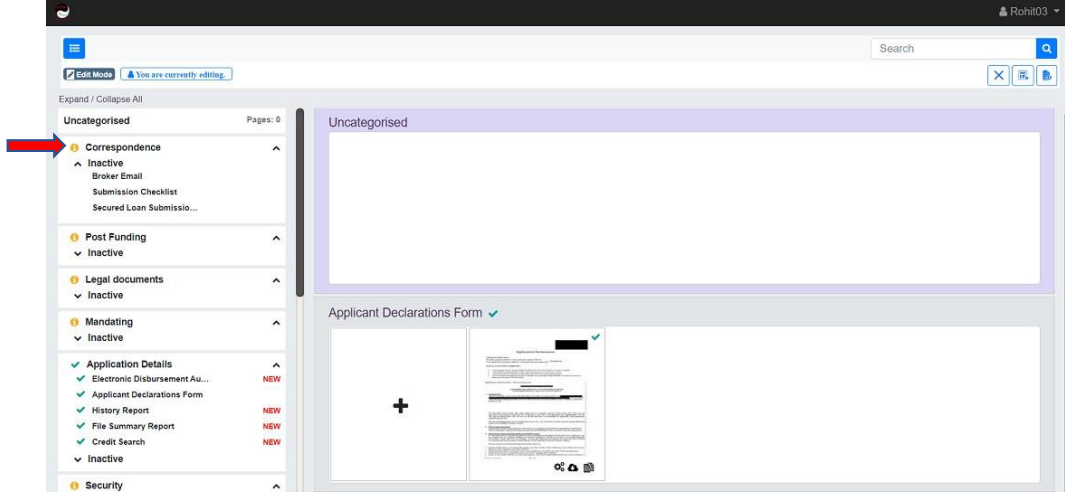 Rohit03
Search
Edit Mode
You are currently editing.
Expand / Collapse All
Uncategorised Pages: 0
Correspondence
Inactive
Broker Email
Submission Checklist
Secured Loan Submissio...
Post Funding
Inactive
Legal documents
Inactive
Mandating
Inactive
Application Details
Electronic Disbursement Au... NEW
Applicant Declarations Form
History Report NEW
File Summary Report NEW
Credit Search NEW
Inactive
Security
Uncategorised
Applicant Declarations Form